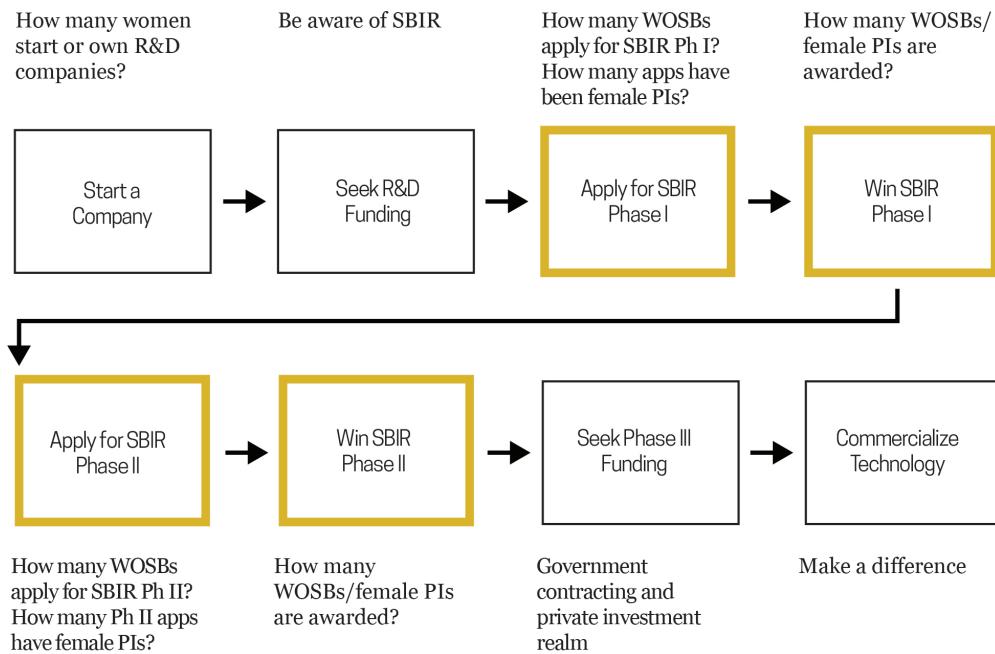 How many women
start or own R&D
companies?
Be aware of SBIR
How many WOSBs
apply for SBIR Ph I?
How many apps have
been female PIs?
How many WOSBs/
female PIs are
awarded?
Start a
Company
Seek R&D
Funding
Apply for SBIR
Phase I
Win SBIR
Phase I
Apply for SBIR
Phase II
Win SBIR
Phase II
Seek Phase III
Funding
Commercialize
Technology
How many WOSBs
apply for SBIR Ph II?
How many Ph II apps
have female PIs?
How many
WOSBs/female PIs
are awarded?
Government
contracting and
private investment
realm
Make a difference